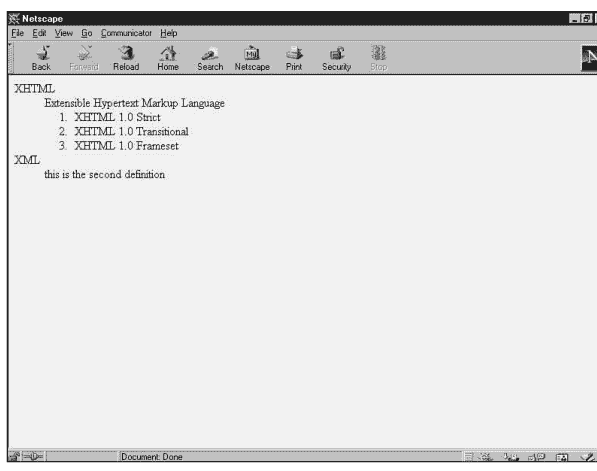 Netscape
File Edit View Go Communicator Help
Back Forward Reload Home Search Netscape Print Security Stop
XHTML
Extensible Hypertext Markup Language
1. XHTML 1.0 Strict
2. XHTML 1.0 Transitional
3. XHTML 1.0 Frameset
XML
this is the second definition
Document: Done